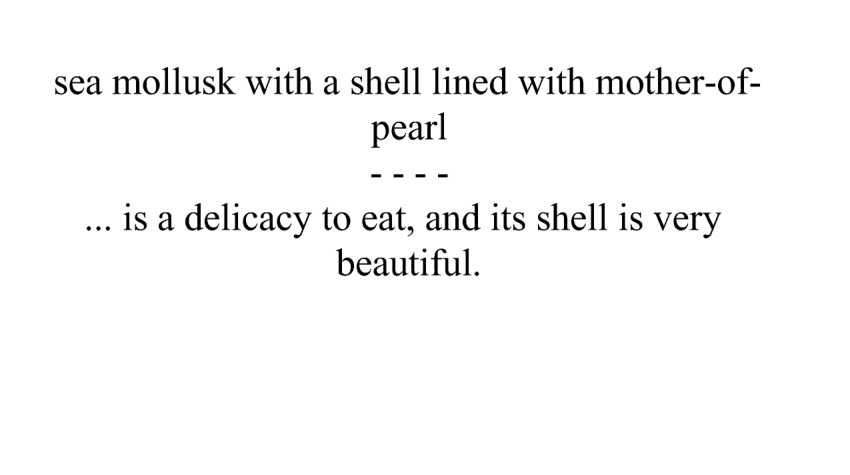 sea mollusk with a shell lined with mother-of-
pearl
- - - -
... is a delicacy to eat, and its shell is very
beautiful.